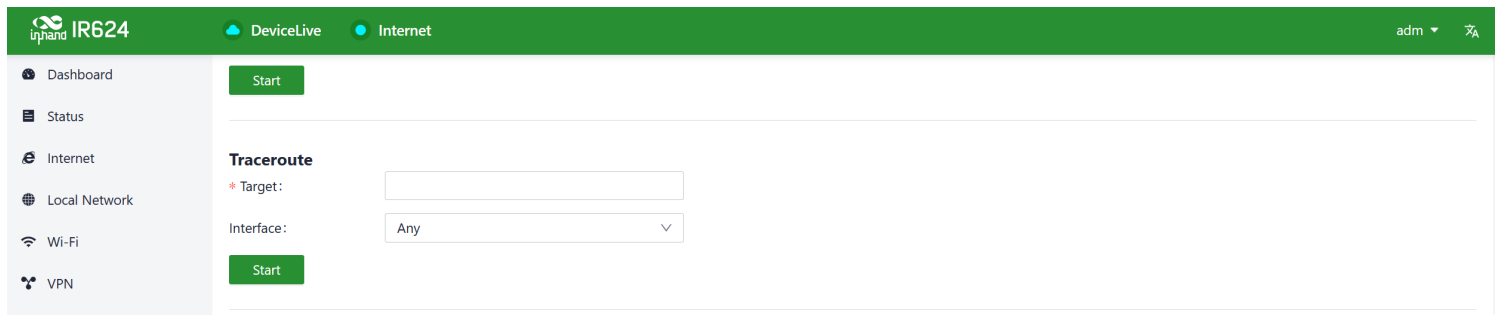 inhand IR624
DeviceLive
Internet
adm
Dashboard
Status
Internet
Local Network
Wi-Fi
VPN
Start
Traceroute
* Target:
Interface:
Any
Start